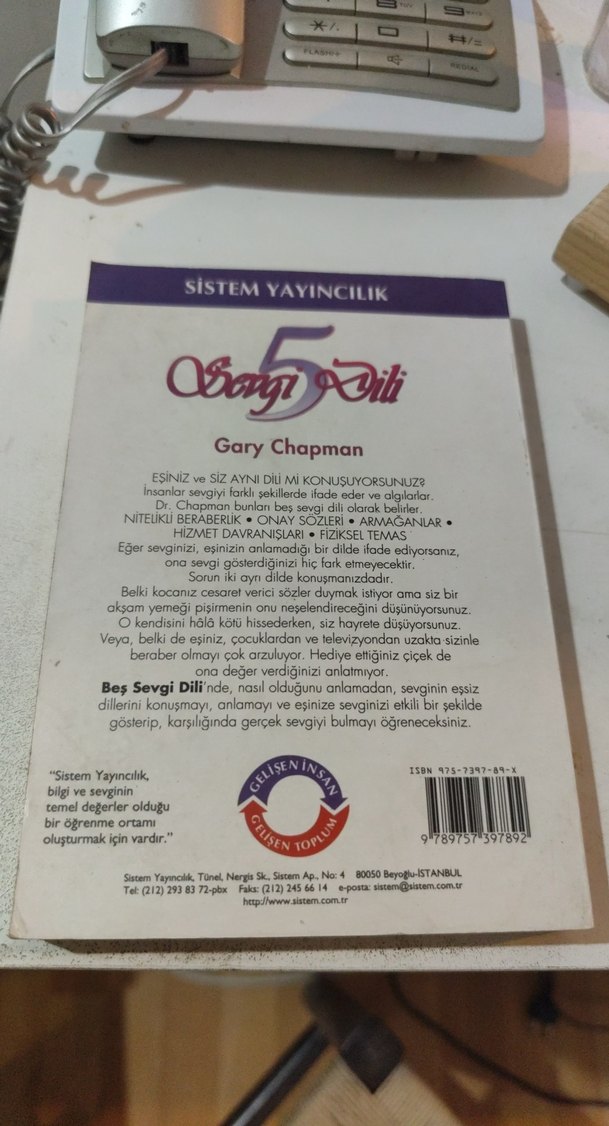 FLASH/+
REDIAL
SİSTEM YAYINCILIK
5 Sevgi Dili
Gary Chapman
EŞİNİZ ve SİZ AYNI DİLİ Mİ KONUŞUYORSUNUZ?
İnsanlar sevgiyi farklı şekillerde ifade eder ve algılarlar.
Dr. Chapman bunları beş sevgi dili olarak belirler.
NİTELİKLİ BERABERLİK • ONAY SÖZLERİ • ARMAĞANLAR •
HİZMET DAVRANIŞLARI • FİZİKSEL TEMAS
Eğer sevginizi, eşinizin anlamadığı bir dilde ifade ediyorsanız,
ona sevgi gösterdiğinizi hiç fark etmeyecektir.
Sorun iki ayrı dilde konuşmanızdadır.
Belki kocanız cesaret verici sözler duymak istiyor ama siz bir
akşam yemeği pişirmenin onu neşelendireceğini düşünüyorsunuz.
O kendisini hâlâ kötü hissederken, siz hayrete düşüyorsunuz.
Veya, belki de eşiniz, çocuklardan ve televizyondan uzakta sizinle
beraber olmayı çok arzuluyor. Hediye ettiğiniz çiçek de
ona değer verdiğinizi anlatmıyor.
Beş Sevgi Dili'nde, nasıl olduğunu anlamadan, sevginin eşsiz
dillerini konuşmayı, anlamayı ve eşinize sevginizi etkili bir şekilde
gösterip, karşılığında gerçek sevgiyi bulmayı öğreneceksiniz.
"Sistem Yayıncılık,
bilgi ve sevginin
temel değerler olduğu
bir öğrenme ortamı
oluşturmak için vardır."
GELİŞEN İNSAN
GELİŞEN TOPLUM
ISBN 975-7397-89-X
9 789757 397892
Sistem Yayıncılık, Tünel, Nergis Sk., Sistem Ap., No: 4 80050 Beyoğlu-İSTANBUL
Tel: (212) 293 83 72-pbx Faks: (212) 245 66 14 e-posta: sistem@sistem.com.tr
http://www.sistem.com.tr